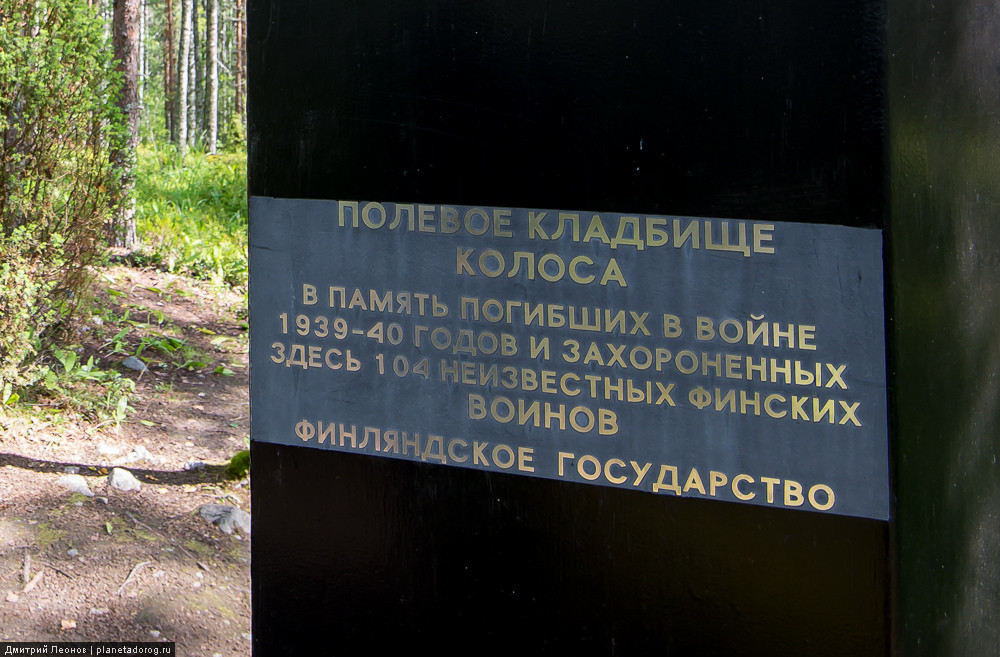 ПОЛЕВОЕ КЛАДБИЩЕ
КОЛОСА
В ПАМЯТЬ ПОГИБШИХ В ВОЙНЕ
1939-40 ГОДОВ И ЗАХОРОНЕННЫХ
ЗДЕСЬ 104 НЕИЗВЕСТНЫХ ФИНСКИХ
ВОИНОВ
ФИНЛЯНДСКОЕ ГОСУДАРСТВО
Дмитрий Леонов | planetadorog.ru